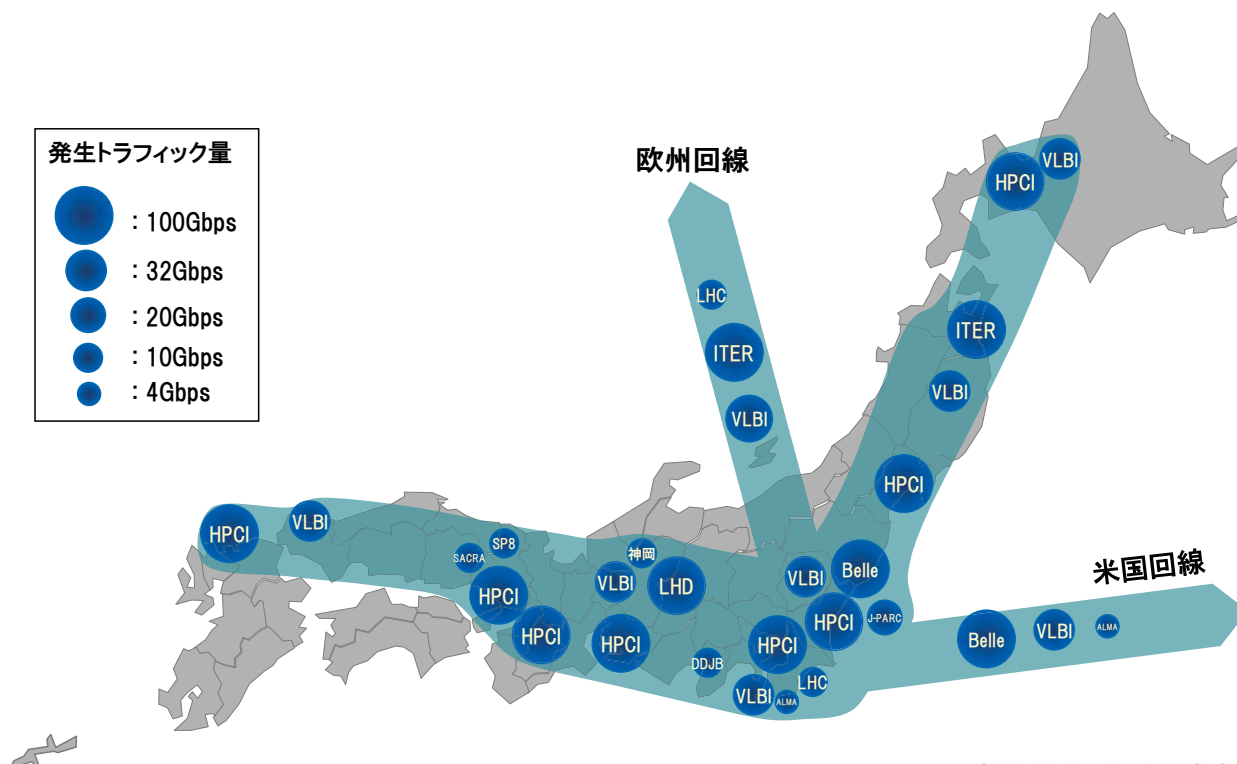 発生トラフィック量
: 100Gbps
: 32Gbps
: 20Gbps
: 10Gbps
: 4Gbps
欧州回線
VLBI
HPCI
LHC
ITER
ITER
VLBI
VLBI
HPCI
HPCI
VLBI
SP8
SACRA
神岡
VLBI
LHD
VLBI
Belle
米国回線
HPCI
HPCI
HPCI
HPCI
HPCI
J-PARC
Belle
VLBI
ALMA
DDJB
LHC
VLBI
ALMA